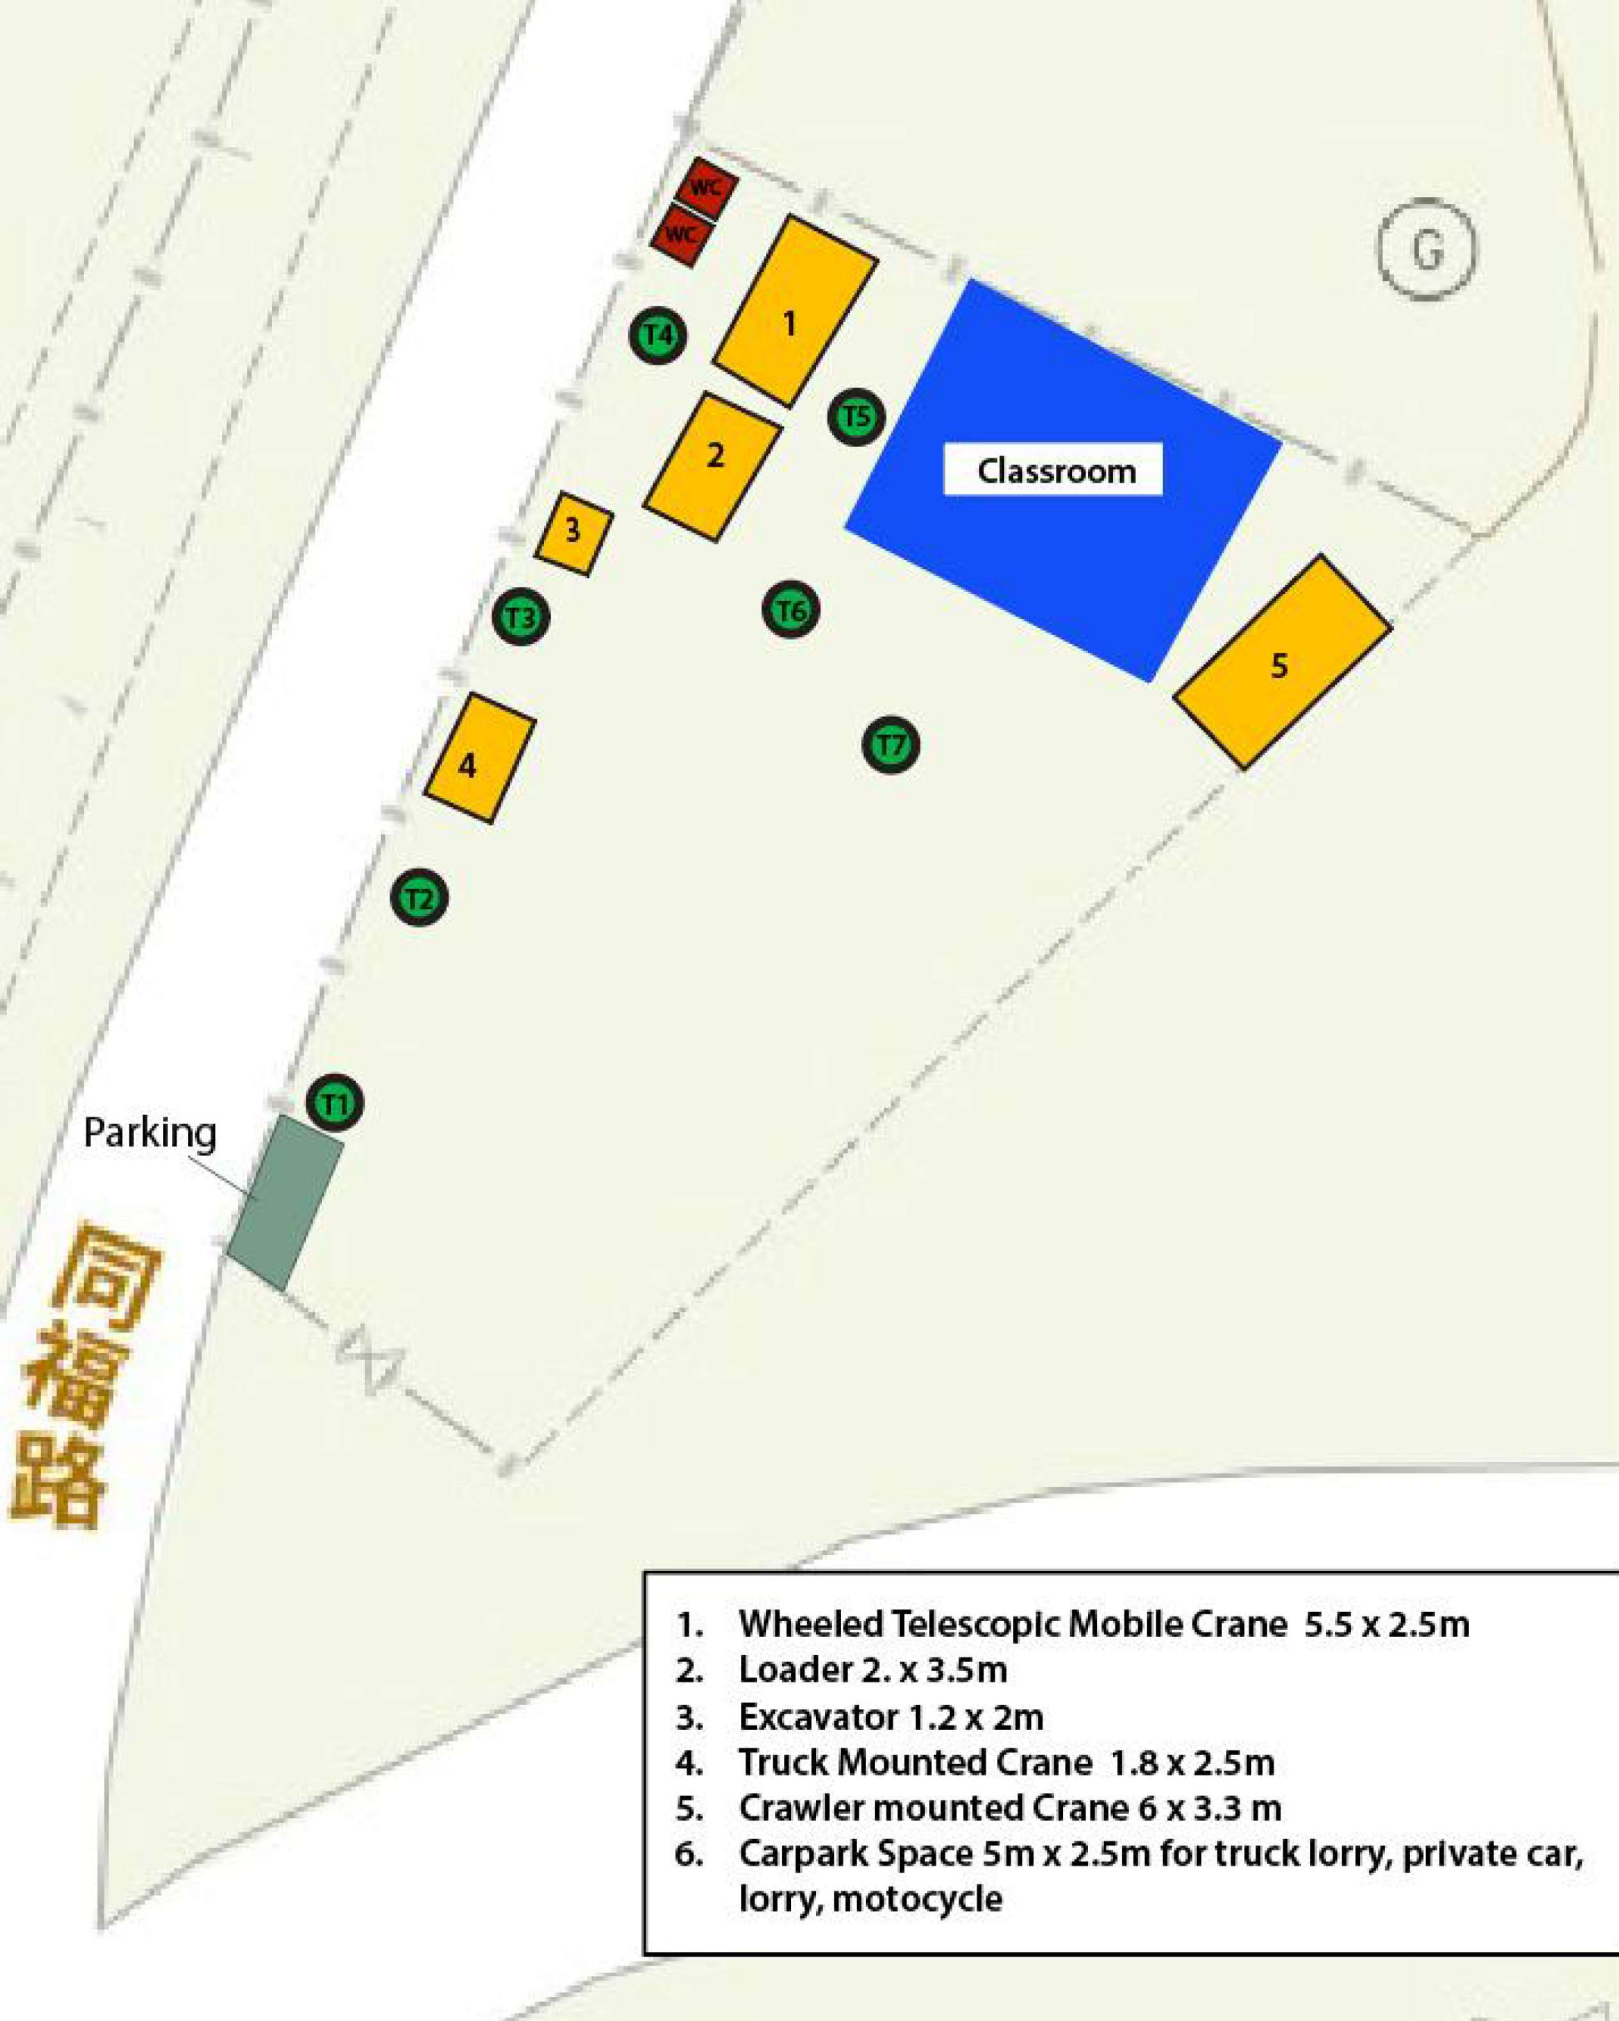 WC
WC
G
1
T4
T5
2
Classroom
3
T6
T3
5
T7
4
T2
T1
Parking
同福路
1. Wheeled Telescopic Mobile Crane 5.5 x 2.5m
2. Loader 2. x 3.5m
3. Excavator 1.2 x 2m
4. Truck Mounted Crane 1.8 x 2.5m
5. Crawler mounted Crane 6 x 3.3 m
6. Carpark Space 5m x 2.5m for truck lorry, private car,
lorry, motocycle